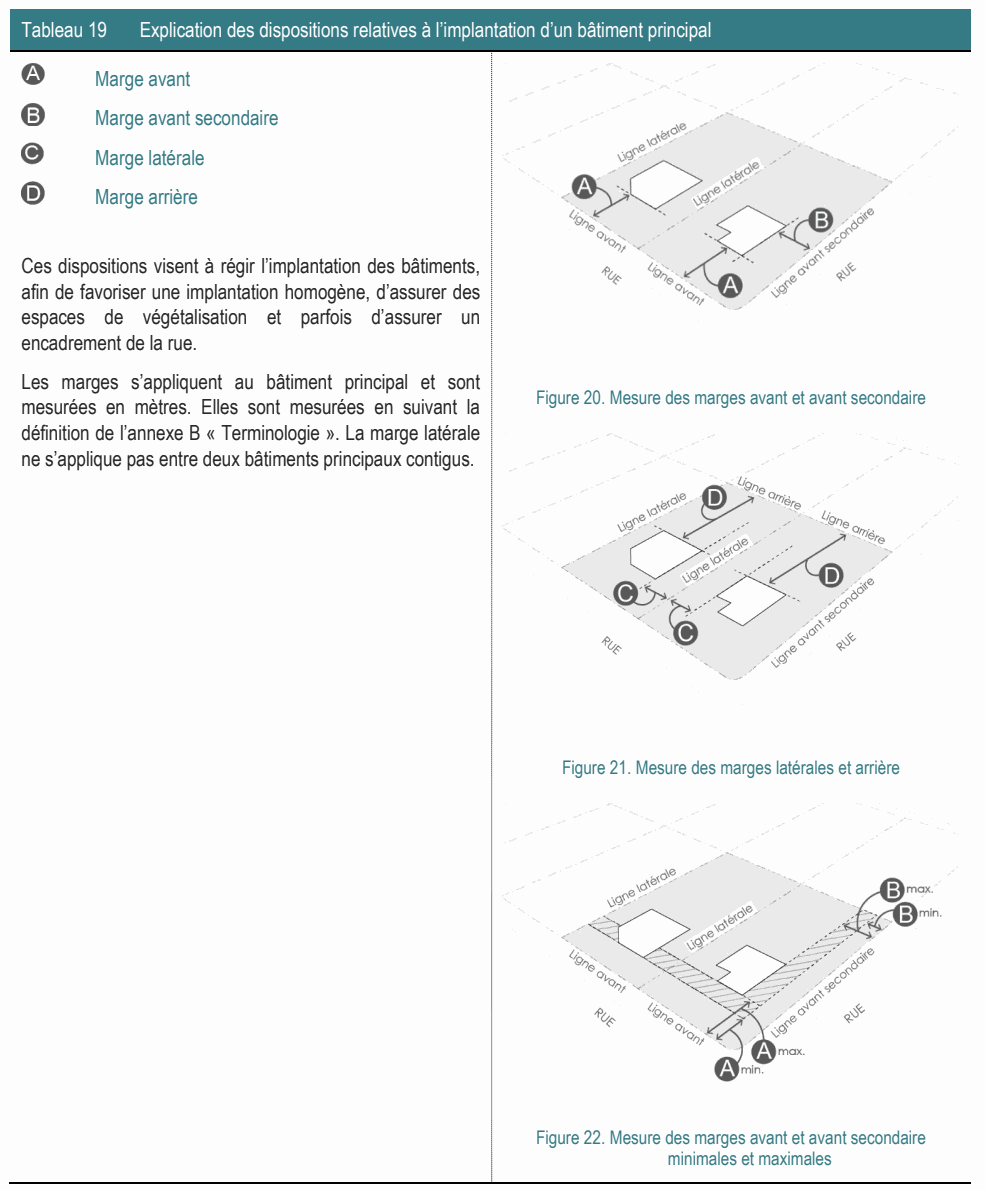 Tableau 19 Explication des dispositions relatives à l'implantation d'un bâtiment principal
A Marge avant
B Marge avant secondaire
C Marge latérale
D Marge arrière
Ces dispositions visent à régir l'implantation des bâtiments,
afin de favoriser une implantation homogène, d'assurer des
espaces de végétalisation et parfois d'assurer un
encadrement de la rue.
Les marges s'appliquent au bâtiment principal et sont
mesurées en mètres. Elles sont mesurées en suivant la
définition de l'annexe B « Terminologie ». La marge latérale
ne s'applique pas entre deux bâtiments principaux contigus.
Ligne latérale
Ligne latérale
A
B
Ligne avant
Ligne avant secondaire
RUE
Ligne avant
A
RUE
Figure 20. Mesure des marges avant et avant secondaire
Ligne arrière
D
Ligne latérale
Ligne arrière
Ligne latérale
D
C
C
Ligne avant secondaire
RUE
RUE
Figure 21. Mesure des marges latérales et arrière
Ligne latérale
B max.
B min.
Ligne latérale
Ligne avant
Ligne avant secondaire
RUE
Ligne avant
RUE
A max.
A min.
Figure 22. Mesure des marges avant et avant secondaire
minimales et maximales